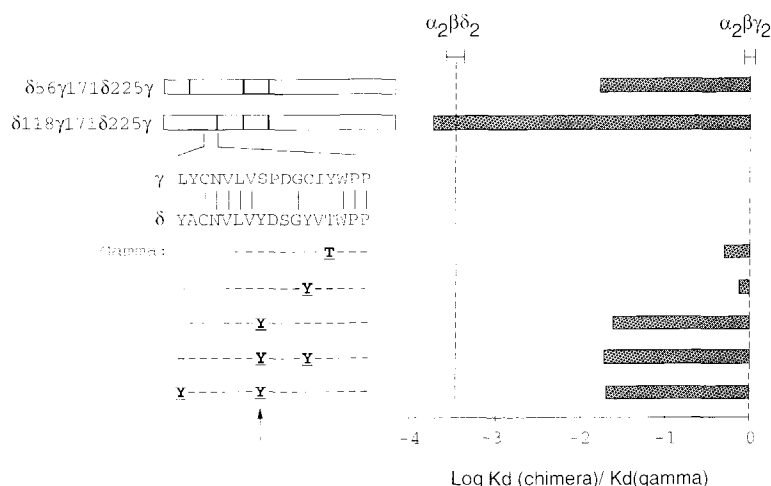 α2βδ2 α2βγ2
δ56γ171δ225γ
δ118γ171δ225γ
γ LYCNVLVSPDGCIYWPP
δ YACNVLVYDSGYVTWPP
Gamma: ------------T---
-----------Y-----
-------Y---------
-------Y---Y-----
Y------Y---------
-4 -3 -2 -1 0
Log Kd (chimera)/ Kd(gamma)